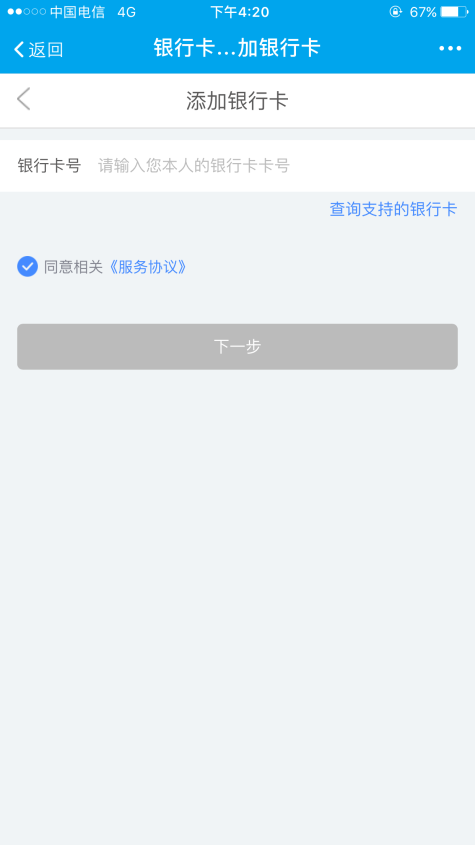 中国电信 4G 下午4:20 67%
返回 银行卡...加银行卡
添加银行卡
银行卡号 请输入您本人的银行卡卡号
查询支持的银行卡
同意相关《服务协议》
下一步